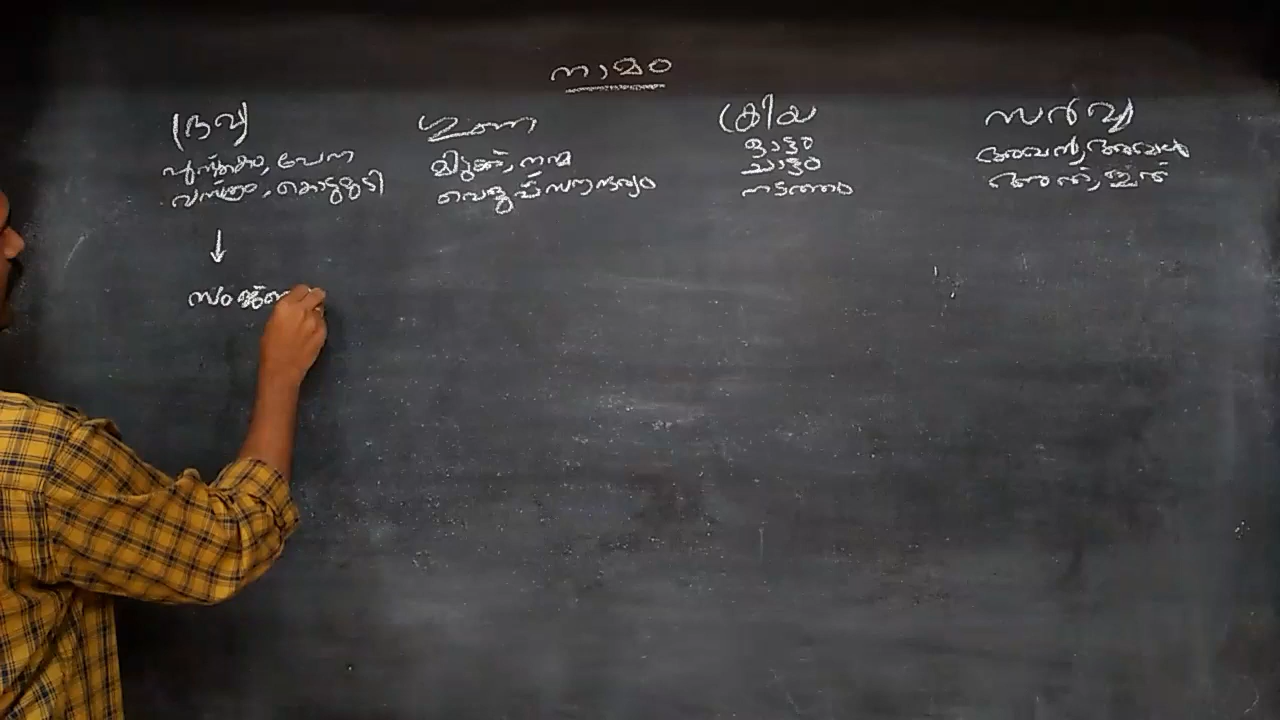 നാമം
ദ്രവ്യ
പുസ്തകം, പേന
വസ്ത്രം, കൊടുമുടി
ഗുണ
മിടുക്ക്, നന്മ
വെളുപ്പ് സൗന്ദര്യം
ക്രിയ
ഓട്ടം
ചാട്ടം
നടത്തം
സർവ്വ
അവൻ, അവൾ
അത്, ഇത്
↓